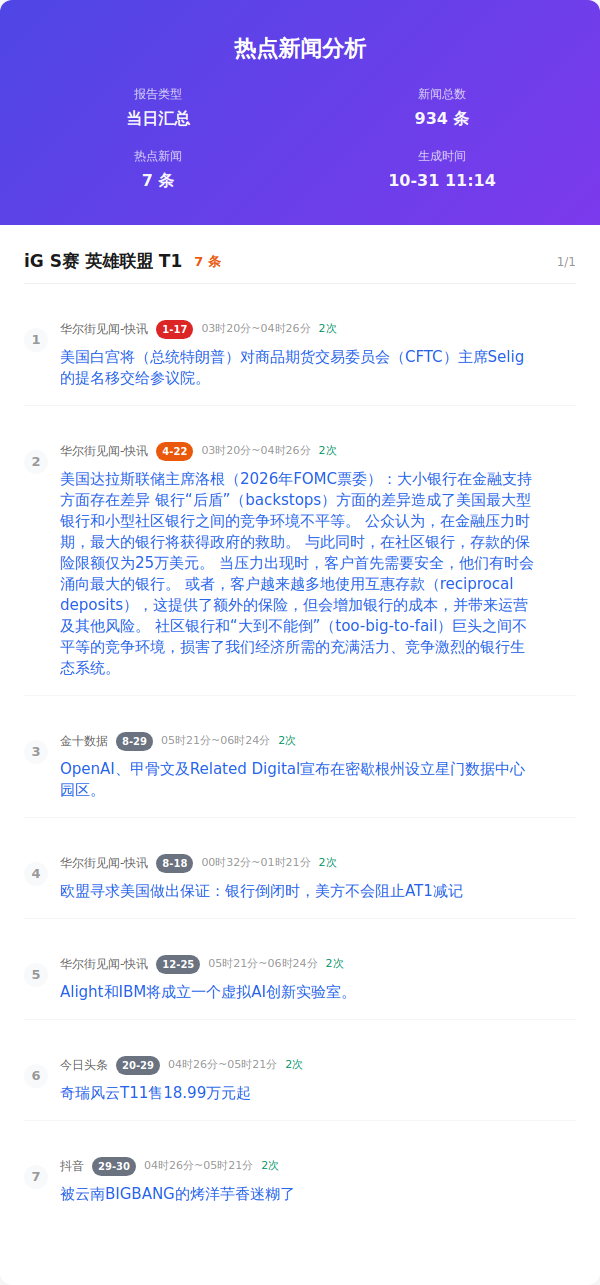 热点新闻分析
报告类型
新闻总数
当日汇总
934 条
热点新闻
生成时间
7 条
10-31 11:14
iG S赛 英雄联盟 T1 7 条 1/1
1
华尔街见闻-快讯 1-17 03时20分~04时26分 2次
美国白宫将（总统特朗普）对商品期货交易委员会（CFTC）主席Selig
的提名移交给参议院。
2
华尔街见闻-快讯 4-22 03时20分~04时26分 2次
美国达拉斯联储主席洛根（2026年FOMC票委）：大小银行在金融支持
方面存在差异 银行“后盾”（backstops）方面的差异造成了美国最大型
银行和小型社区银行之间的竞争环境不平等。 公众认为，在金融压力时
期，最大的银行将获得政府的救助。 与此同时，在社区银行，存款的保
险限额仅为25万美元。 当压力出现时，客户首先需要安全，他们有时会
涌向最大的银行。 或者，客户越来越多地使用互惠存款（reciprocal
deposits），这提供了额外的保险，但会增加银行的成本，并带来运营
及其他风险。 社区银行和“大到不能倒”（too-big-to-fail）巨头之间不
平等的竞争环境，损害了我们经济所需的充满活力、竞争激烈的银行生
态系统。
3
金十数据 8-29 05时21分~06时24分 2次
OpenAI、甲骨文及Related Digital宣布在密歇根州设立星门数据中心
园区。
4
华尔街见闻-快讯 8-18 00时32分~01时21分 2次
欧盟寻求美国做出保证：银行倒闭时，美方不会阻止AT1减记
5
华尔街见闻-快讯 12-25 05时21分~06时24分 2次
Alight和IBM将成立一个虚拟AI创新实验室。
6
今日头条 20-29 04时26分~05时21分 2次
奇瑞风云T11售18.99万元起
7
抖音 29-30 04时26分~05时21分 2次
被云南BIGBANG的烤洋芋香迷糊了